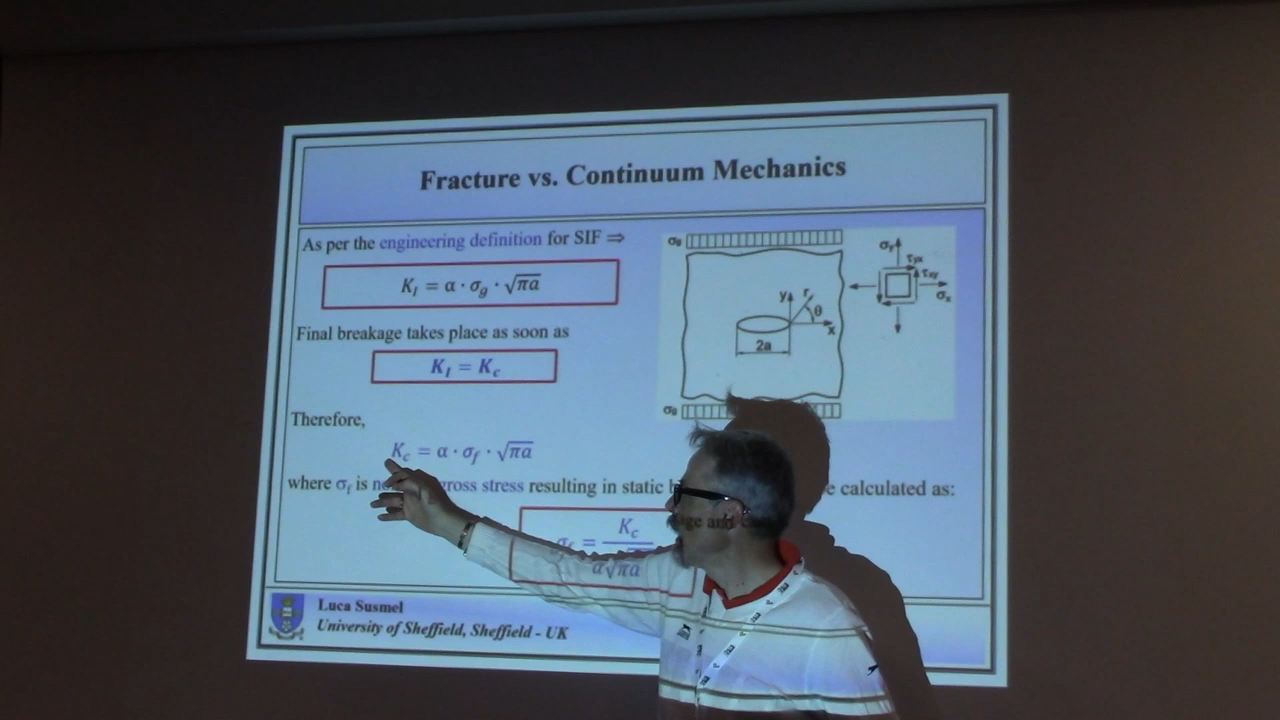 Fracture vs. Continuum Mechanics
As per the engineering definition for SIF ⇒
K_I = α · σ_g · √πa
Final breakage takes place as soon as
K_I = K_c
Therefore,
K_c = α · σ_f · √πa
where σ_f is gross stress resulting in static calculated as:
σ_f = K_c / α√πa
σ_g
y r
θ
x
2a
σ_g
σ_y
τ_yx
τ_xy
σ_x
Luca Susmel
University of Sheffield, Sheffield - UK